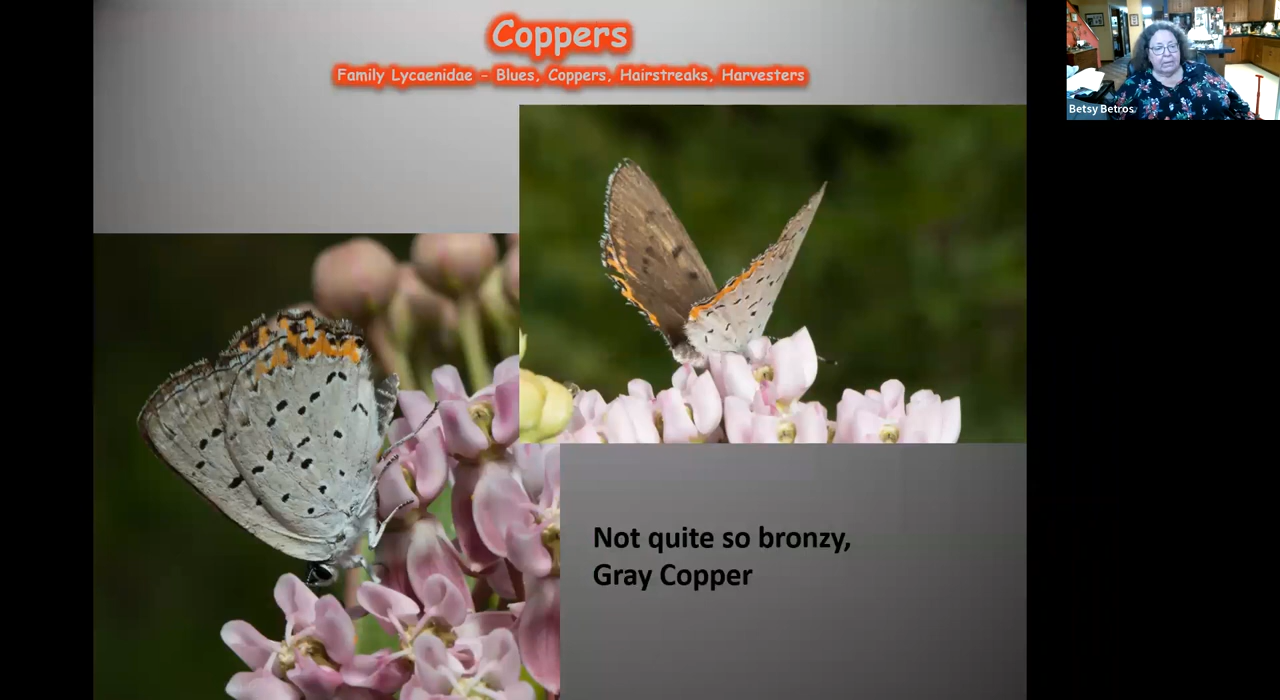 Coppers
Family Lycaenidae - Blues, Coppers, Hairstreaks, Harvesters
Betsy Betros
Not quite so bronzy,
Gray Copper